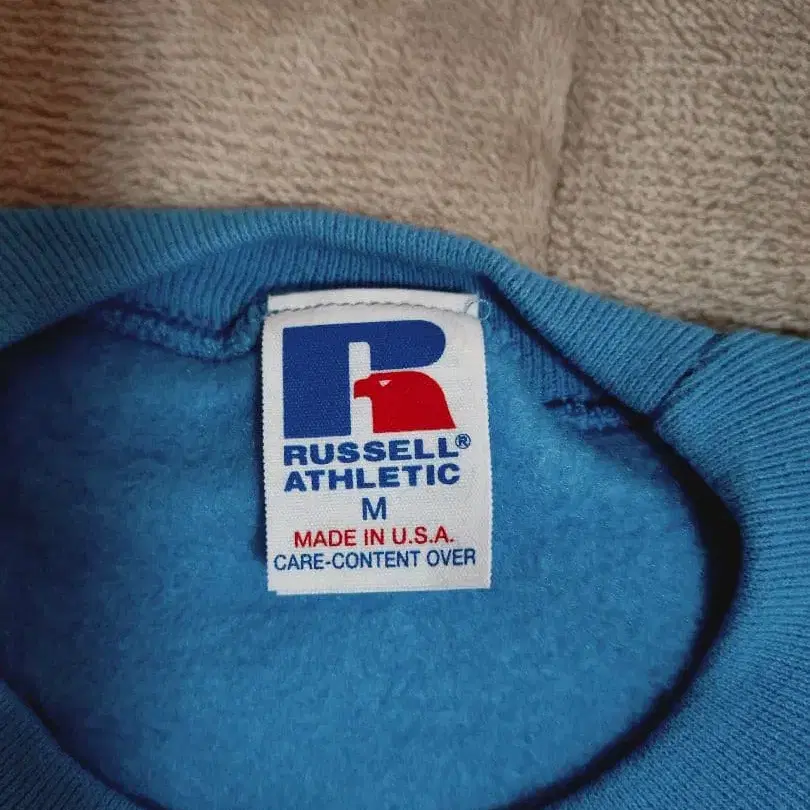 RUSSELL®
ATHLETIC
M
MADE IN U.S.A.
CARE-CONTENT OVER